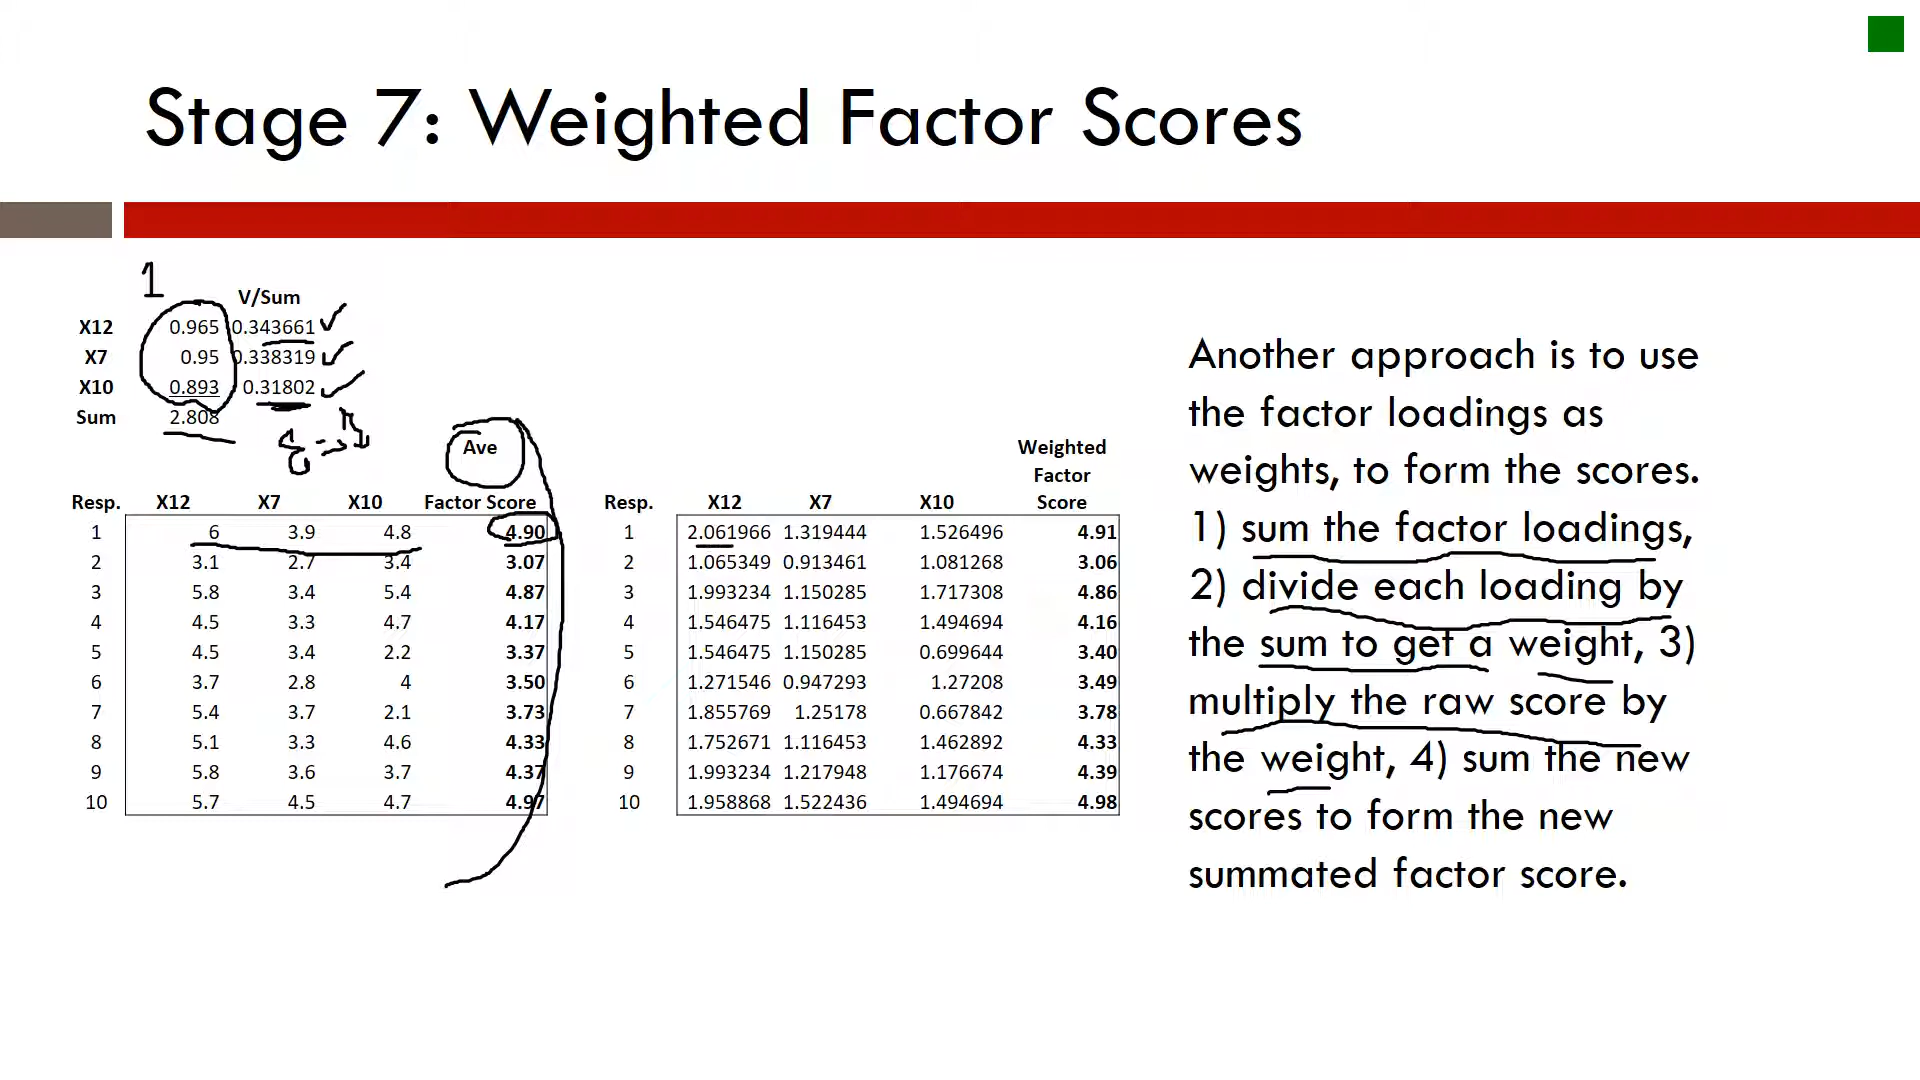 Stage 7: Weighted Factor Scores
1
V/Sum
X12 0.965 0.343661
X7 0.95 0.338319
X10 0.893 0.31802
Sum 2.808
Ave
Resp. X12 X7 X10 Factor Score
1 6 3.9 4.8 4.90
2 3.1 2.7 3.4 3.07
3 5.8 3.4 5.4 4.87
4 4.5 3.3 4.7 4.17
5 4.5 3.4 2.2 3.37
6 3.7 2.8 4 3.50
7 5.4 3.7 2.1 3.73
8 5.1 3.3 4.6 4.33
9 5.8 3.6 3.7 4.37
10 5.7 4.5 4.7 4.97
Weighted
Factor
Resp. X12 X7 X10 Score
1 2.061966 1.319444 1.526496 4.91
2 1.065349 0.913461 1.081268 3.06
3 1.993234 1.150285 1.717308 4.86
4 1.546475 1.116453 1.494694 4.16
5 1.546475 1.150285 0.699644 3.40
6 1.271546 0.947293 1.27208 3.49
7 1.855769 1.25178 0.667842 3.78
8 1.752671 1.116453 1.462892 4.33
9 1.993234 1.217948 1.176674 4.39
10 1.958868 1.522436 1.494694 4.98
Another approach is to use
the factor loadings as
weights, to form the scores.
1) sum the factor loadings,
2) divide each loading by
the sum to get a weight, 3)
multiply the raw score by
the weight, 4) sum the new
scores to form the new
summated factor score.